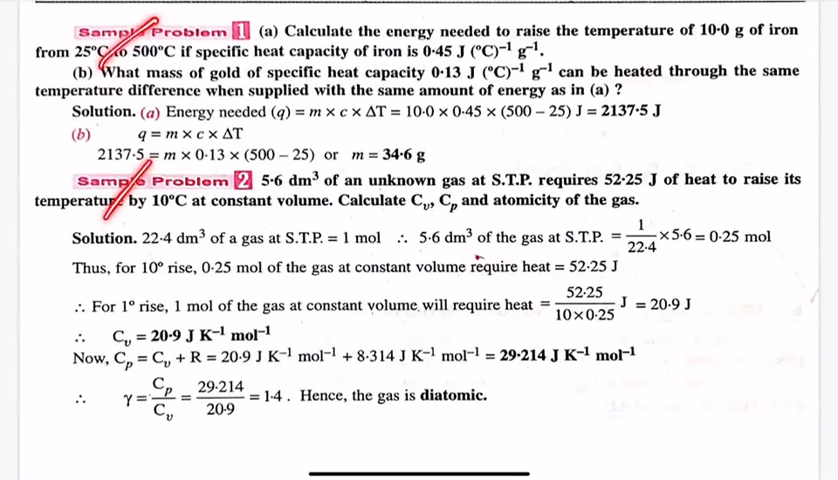 Sample Problem 1 (a) Calculate the energy needed to raise the temperature of 10·0 g of iron
from 25°C to 500°C if specific heat capacity of iron is 0·45 J (°C)⁻¹ g⁻¹.
(b) What mass of gold of specific heat capacity 0·13 J (°C)⁻¹ g⁻¹ can be heated through the same
temperature difference when supplied with the same amount of energy as in (a) ?
Solution. (a) Energy needed (q) = m × c × ΔT = 10·0 × 0·45 × (500 – 25) J = 2137·5 J
(b) q = m × c × ΔT
2137·5 = m × 0·13 × (500 – 25) or m = 34·6 g
Sample Problem 2 5·6 dm³ of an unknown gas at S.T.P. requires 52·25 J of heat to raise its
temperature by 10°C at constant volume. Calculate Cᵥ, Cₚ and atomicity of the gas.
Solution. 22·4 dm³ of a gas at S.T.P. = 1 mol ∴ 5·6 dm³ of the gas at S.T.P. = 1/22·4 × 5·6 = 0·25 mol
Thus, for 10° rise, 0·25 mol of the gas at constant volume require heat = 52·25 J
∴ For 1° rise, 1 mol of the gas at constant volume will require heat = 52·25/10×0·25 J = 20·9 J
∴ Cᵥ = 20·9 J K⁻¹ mol⁻¹
Now, Cₚ = Cᵥ + R = 20·9 J K⁻¹ mol⁻¹ + 8·314 J K⁻¹ mol⁻¹ = 29·214 J K⁻¹ mol⁻¹
∴ γ = Cₚ/Cᵥ = 29·214/20·9 = 1·4 . Hence, the gas is diatomic.